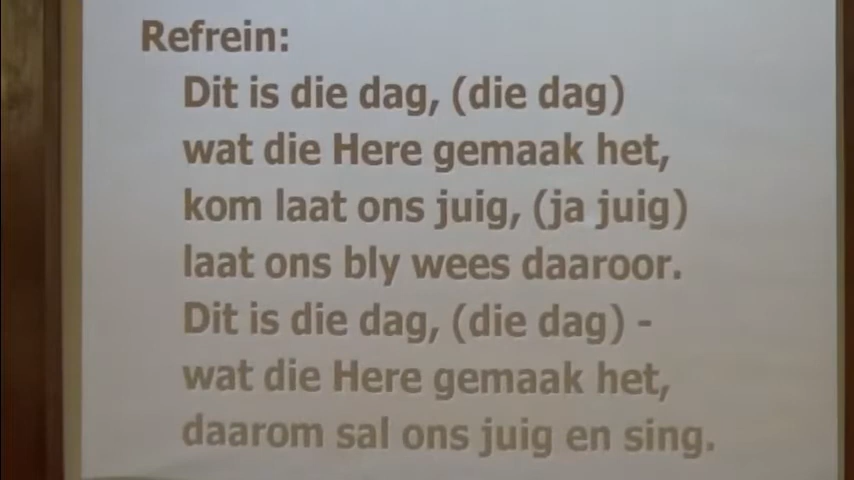 Refrein:
Dit is die dag, (die dag)
wat die Here gemaak het,
kom laat ons juig, (ja juig)
laat ons bly wees daaroor.
Dit is die dag, (die dag) -
wat die Here gemaak het,
daarom sal ons juig en sing.